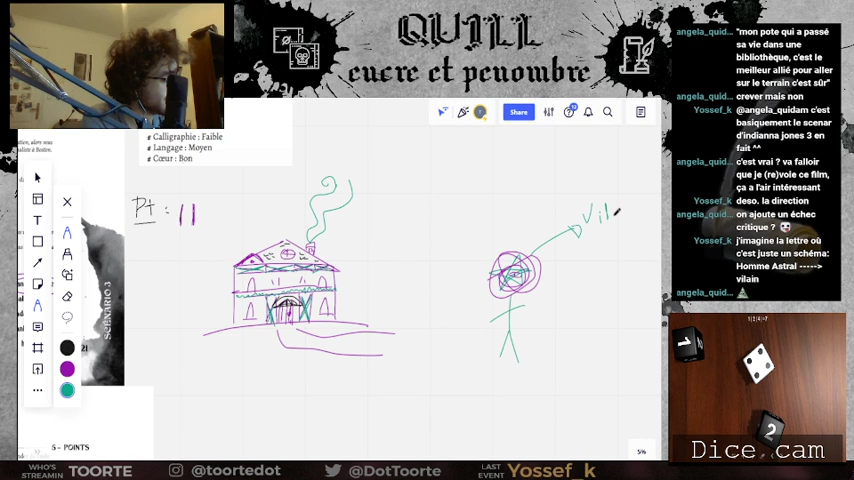 QUILL
encre et penombre
Share
10
# Calligraphie : Faible
# Langage : Moyen
# Cœur : Bon
Pt : 11
Vil
SCENARIO.3
5 - POINTS
5%
angela_quid... "mon pote qui a passé
sa vie dans une
bibliothèque, c'est le
meilleur allié pour aller
sur le terrain c'est sûr"
angela_quid... crever mais non
Yossef_k @angela_quidam c'est
basiquement le scenar
d'indianna jones 3 en
fait ^^
angela_quid... c'est vrai ? va falloir
que je (re)voie ce film,
ça a l'air intéressant
Yossef_k deso. la direction
angela_quid... on ajoute un échec
critique ?
Yossef_k j'imagine la lettre où
c'est juste un schéma:
Homme Astral ----->
vilain
angela_quid...
1
2
Dice.cam
WHO'S
STREAMIN
TOORTE
@toortedot
@DotToorte
LAST
EVENT
Yossef_k